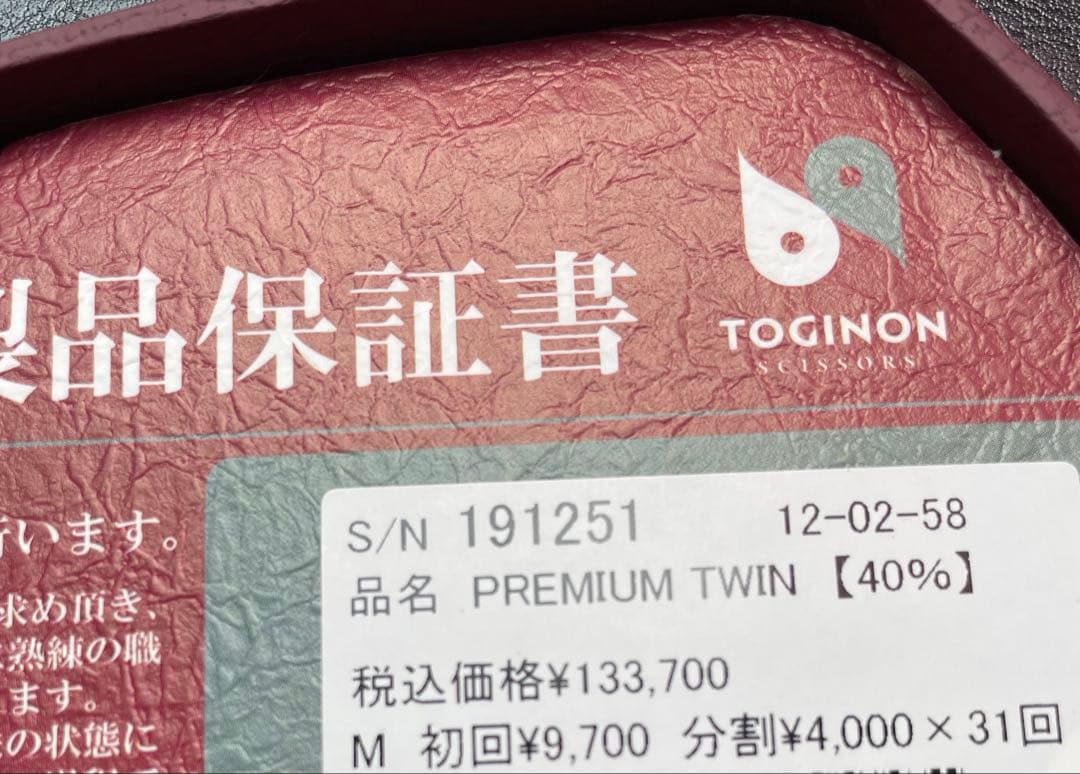 製品保証書
TOGINON
SCISSORS
行います。
求め頂き、
熟練の職
ます。
の状態に
S/N 191251 12-02-58
品名 PREMIUM TWIN 【40%】
税込価格¥133,700
M 初回¥9,700 分割¥4,000×31回